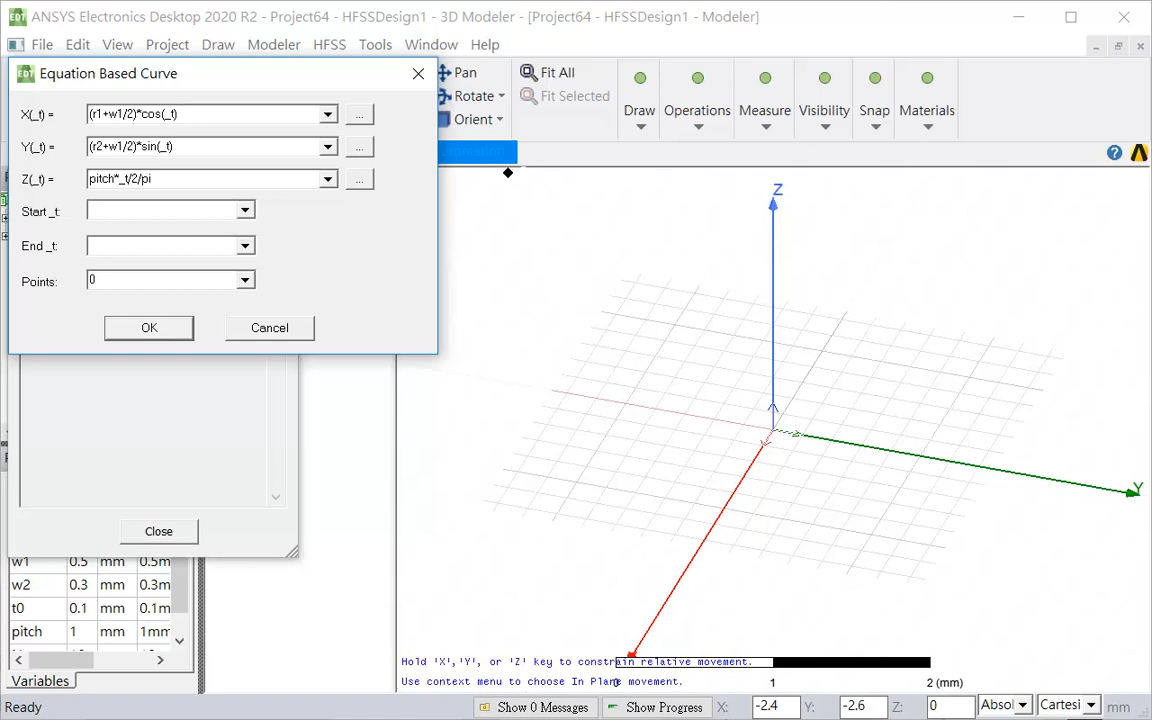 ANSYS Electronics Desktop 2020 R2 - Project64 - HFSSDesign1 - 3D Modeler - [Project64 - HFSSDesign1 - Modeler]
File Edit View Project Draw Modeler HFSS Tools Window Help
Equation Based Curve
X(_t) = (r1+w1/2)*cos(_t) ...
Y(_t) = (r2+w1/2)*sin(_t) ...
Z(_t) = pitch*_t/2/pi ...
Start _t:
End _t:
Points: 0
OK Cancel
Close
Pan
Rotate
Orient
Fit All
Fit Selected
Draw Operations Measure Visibility Snap Materials
Z
Y
w1 0.5 mm 0.5m
w2 0.3 mm 0.3m
t0 0.1 mm 0.1m
pitch 1 mm 1mm
Variables
Hold 'X','Y', or 'Z' key to constrain relative movement.
Use context menu to choose In Plane movement.
0 1 2 (mm)
Ready Show 0 Messages Show Progress X: -2.4 Y: -2.6 Z: 0 Absol Cartesi mm